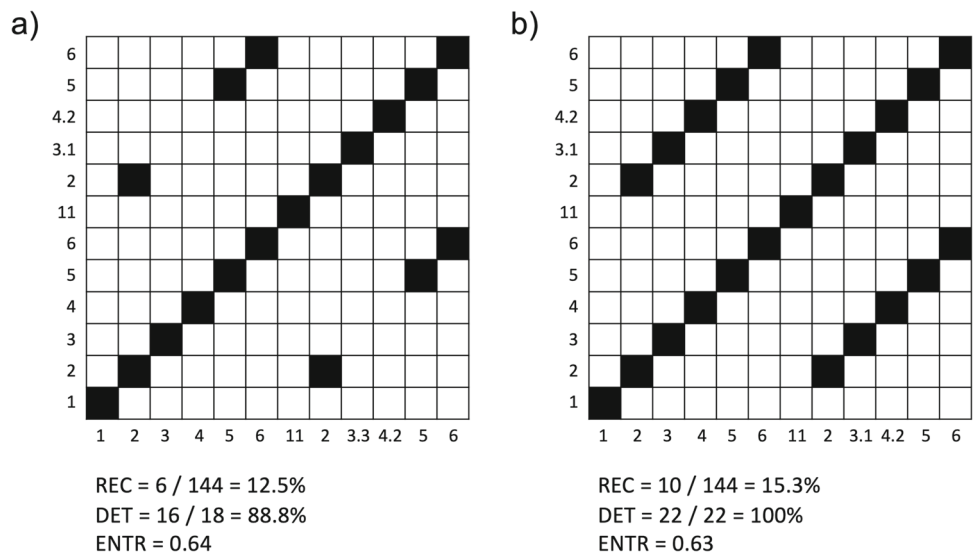 a)
6
5
4.2
3.1
2
11
6
5
4
3
2
1
1 2 3 4 5 6 11 2 3.3 4.2 5 6
REC = 6 / 144 = 12.5%
DET = 16 / 18 = 88.8%
ENTR = 0.64
b)
6
5
4.2
3.1
2
11
6
5
4
3
2
1
1 2 3 4 5 6 11 2 3.1 4.2 5 6
REC = 10 / 144 = 15.3%
DET = 22 / 22 = 100%
ENTR = 0.63